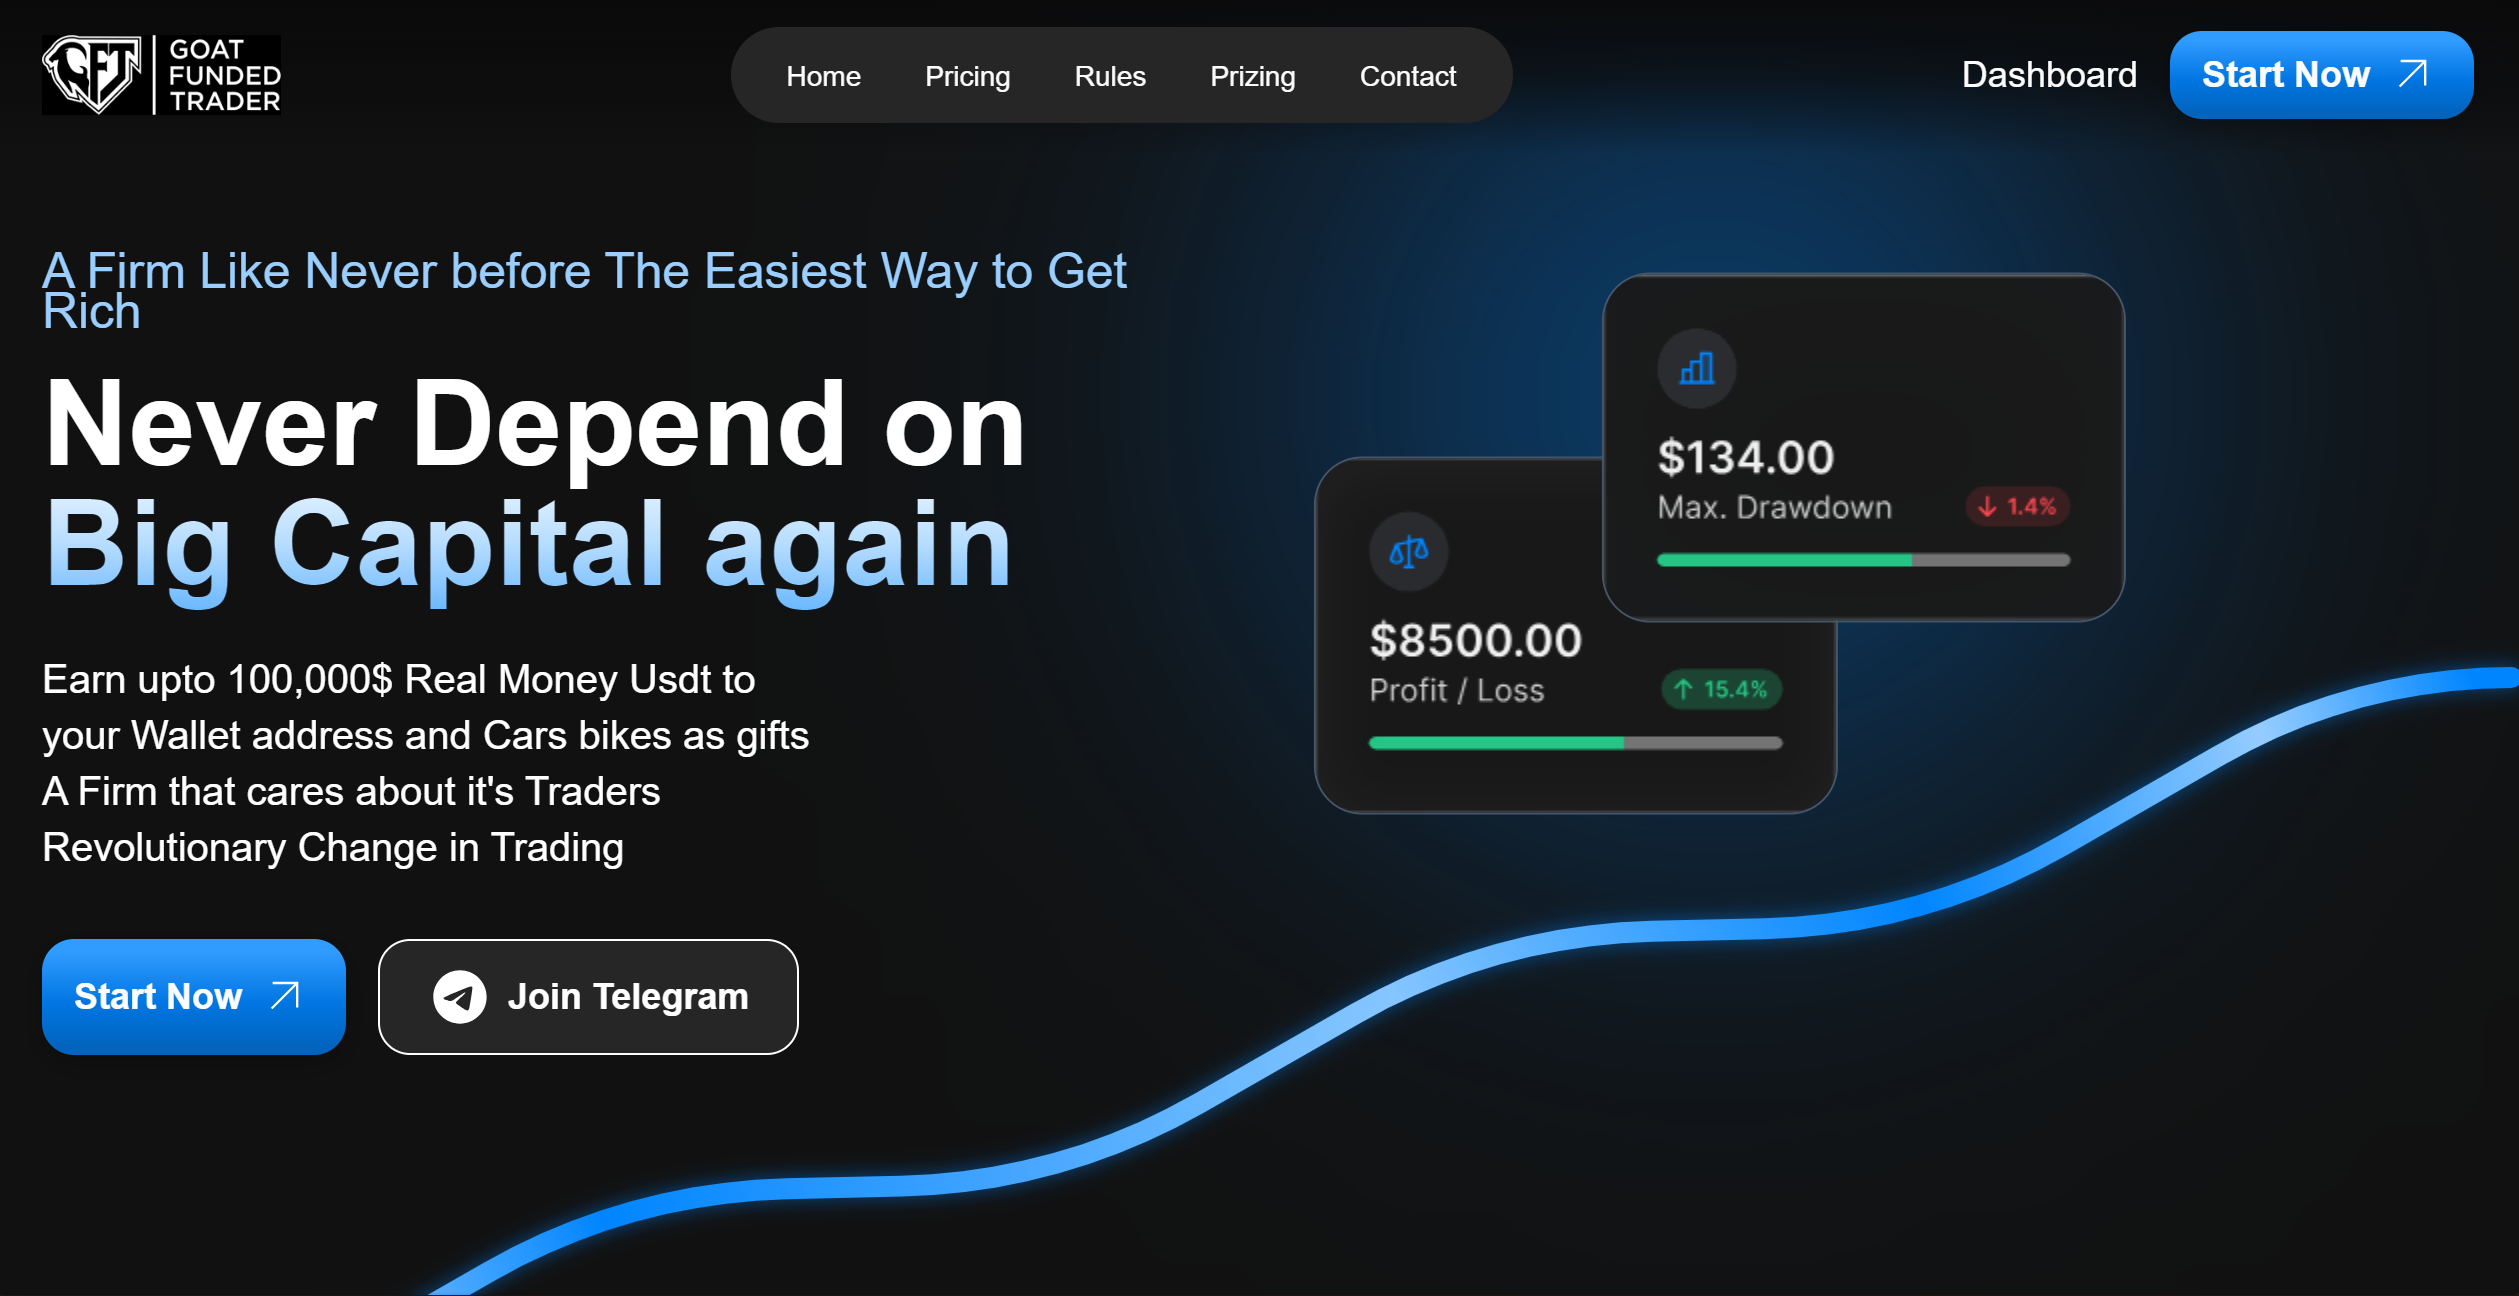 GFT
GOAT
FUNDED
TRADER
Home Pricing Rules Prizing Contact
Dashboard
Start Now
A Firm Like Never before The Easiest Way to Get
Rich
Never Depend on
Big Capital again
Earn upto 100,000$ Real Money Usdt to
your Wallet address and Cars bikes as gifts
A Firm that cares about it's Traders
Revolutionary Change in Trading
Start Now
Join Telegram
$134.00
Max. Drawdown
1.4%
$8500.00
Profit / Loss
15.4%